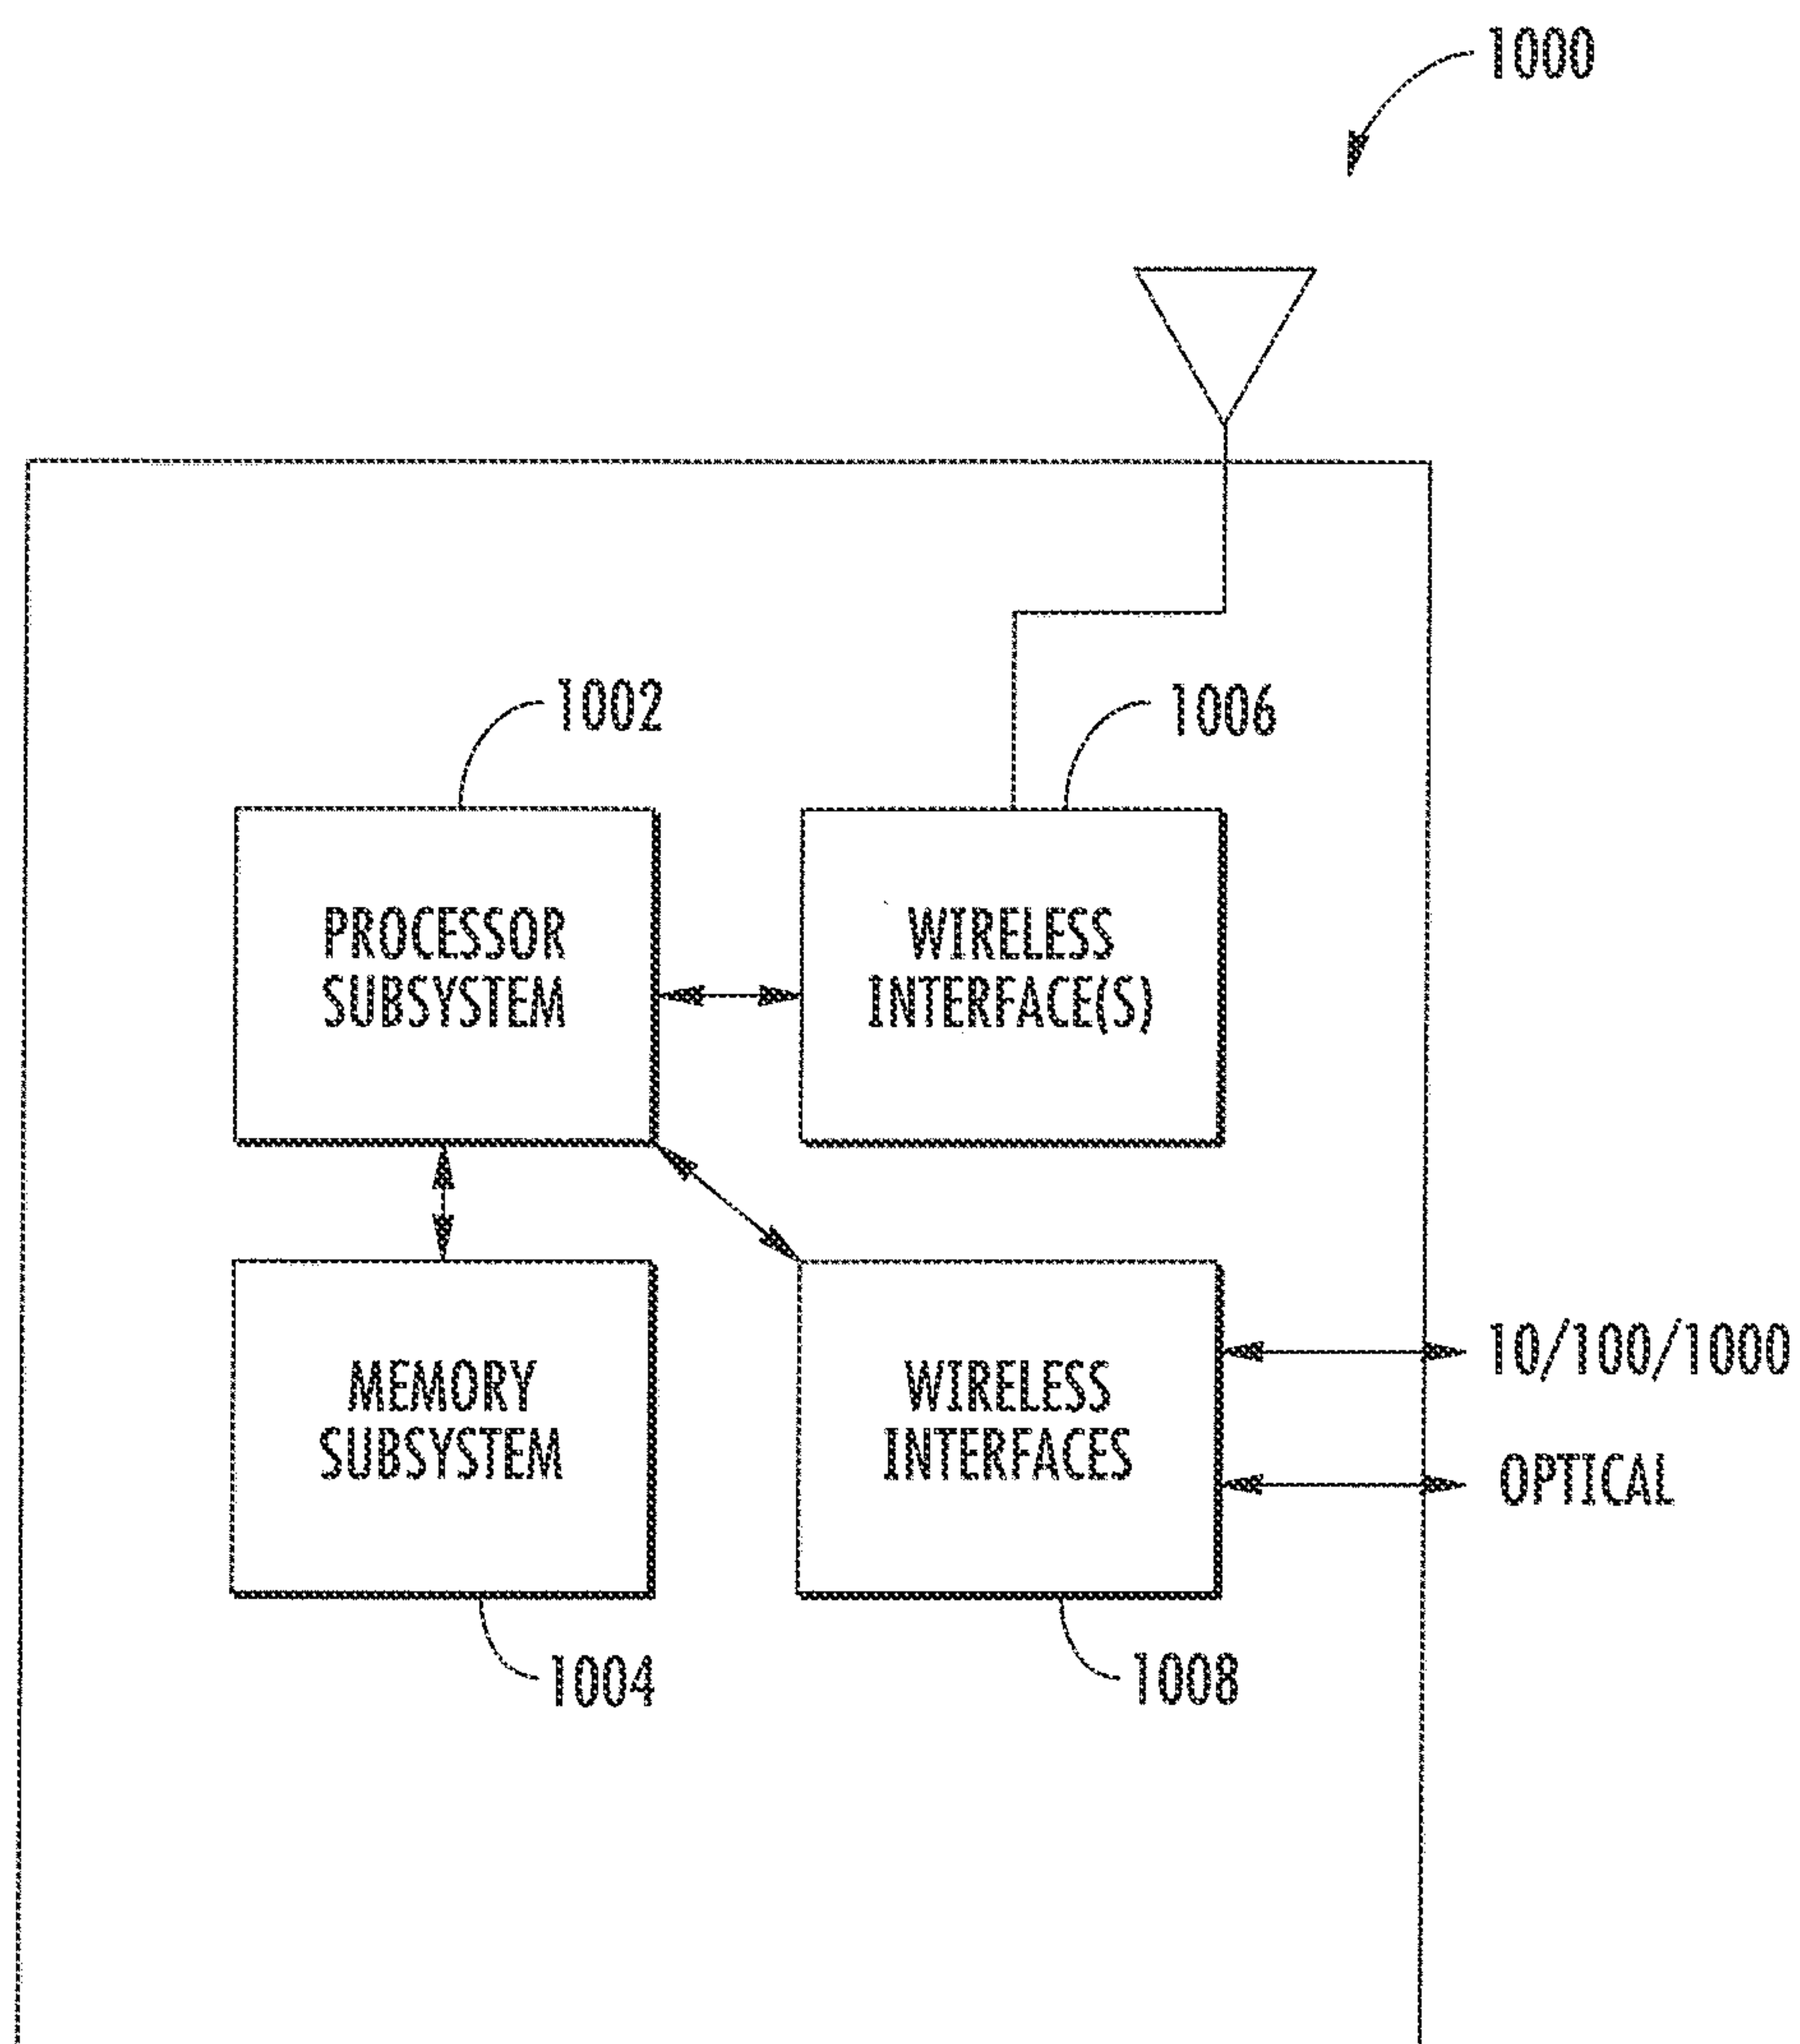 1000
1002
1006
PROCESSOR
SUBSYSTEM
WIRELESS
INTERFACE(S)
MEMORY
SUBSYSTEM
WIRELESS
INTERFACES
10/100/1000
OPTICAL
1004
1008